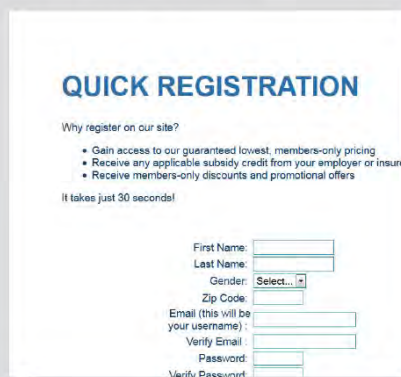 QUICK REGISTRATION
Why register on our site?
• Gain access to our guaranteed lowest, members-only pricing
• Receive any applicable subsidy credit from your employer or insure
• Receive members-only discounts and promotional offers
It takes just 30 seconds!
First Name:
Last Name:
Gender: Select...
Zip Code:
Email (this will be
your username) :
Verify Email :
Password:
Verify Password: